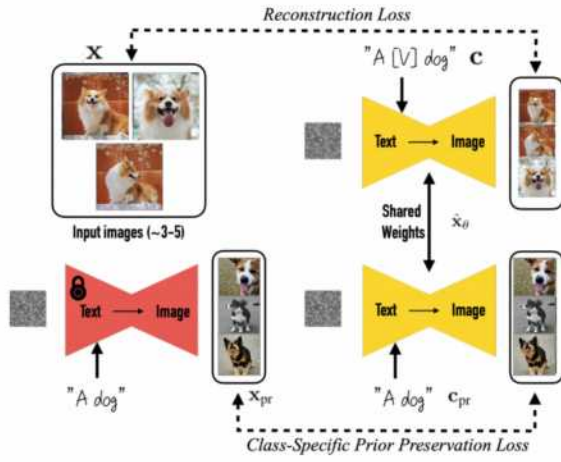 Reconstruction Loss
x
"A [V] dog" c
Text → Image
Input images (~3-5)
Shared
Weights
x̂θ
Text → Image
Text → Image
"A dog"
xpr
"A dog" cpr
Class-Specific Prior Preservation Loss